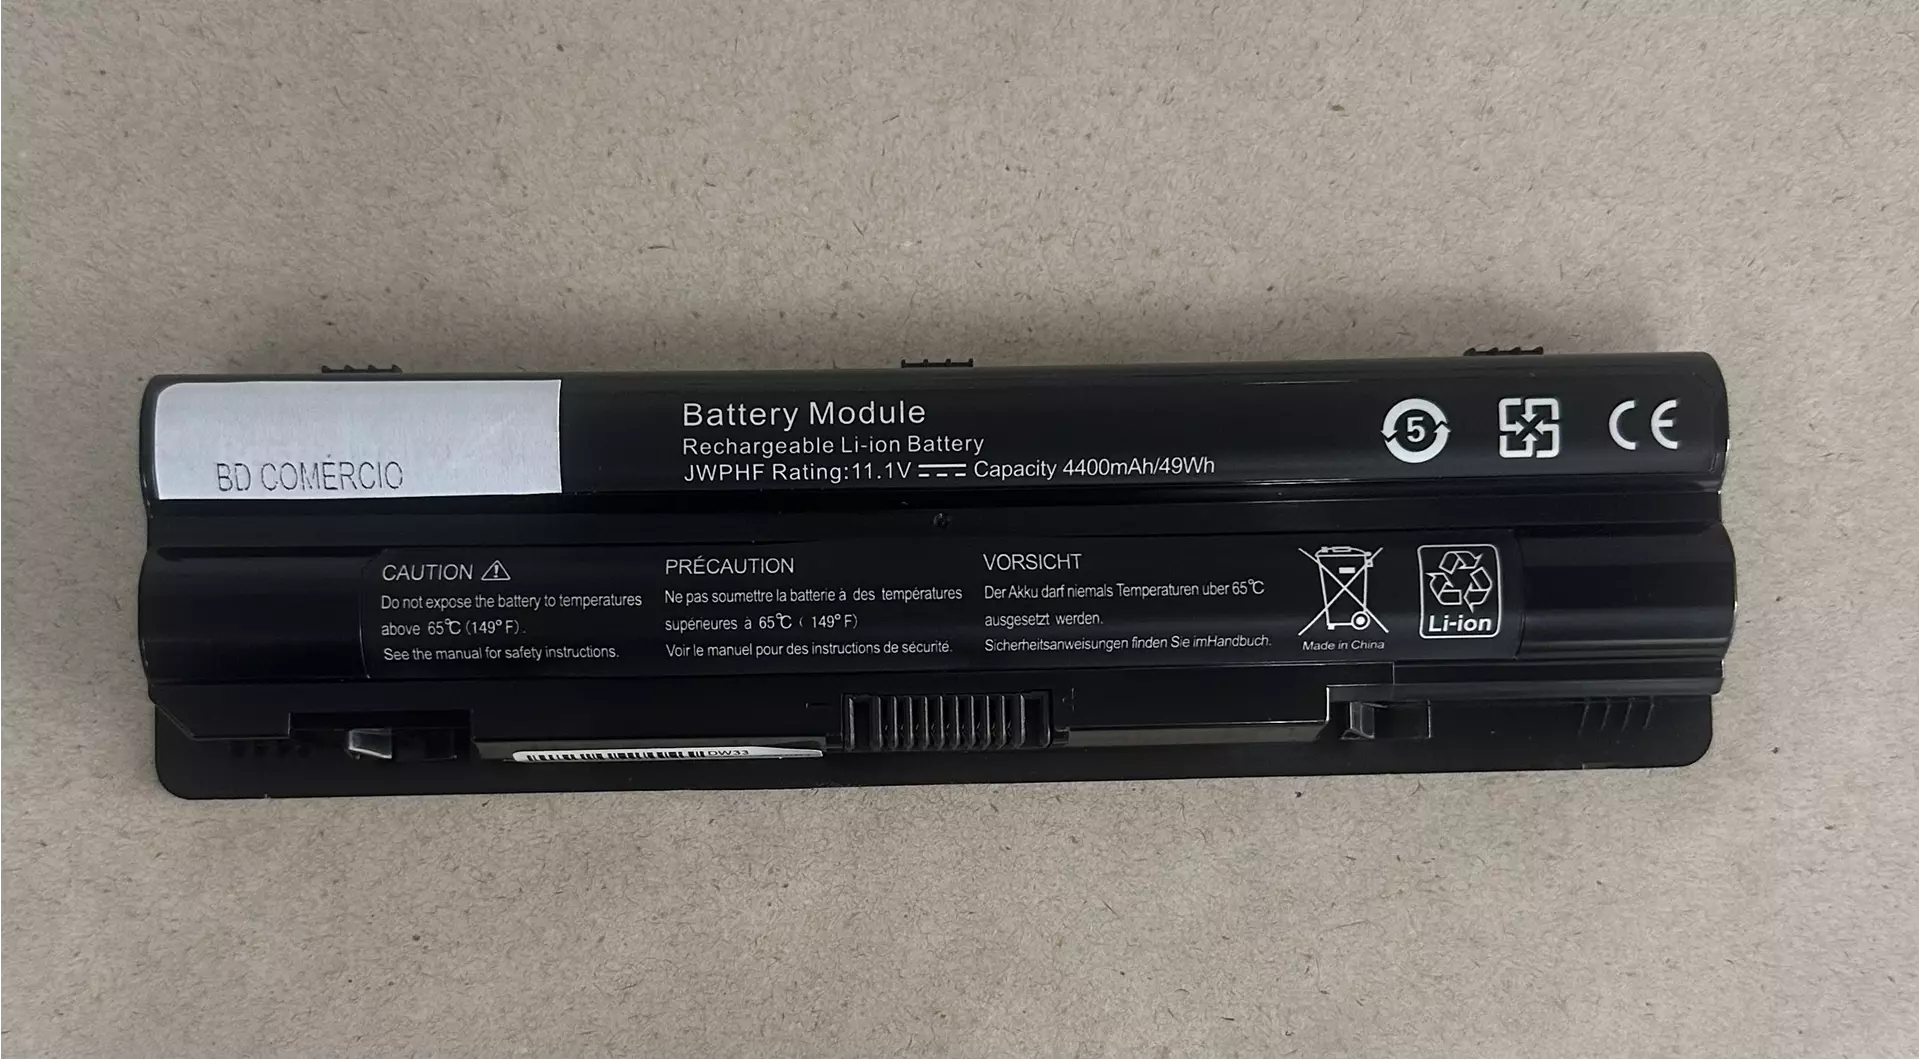 BD COMÉRCIO
Battery Module
Rechargeable Li-ion Battery
JWPHF Rating:11.1V Capacity 4400mAh/49Wh
5
CE
CAUTION
Do not expose the battery to temperatures
above 65℃ (149°F).
See the manual for safety instructions.
PRÉCAUTION
Ne pas soumettre la batterie à des températures
supérieures à 65℃ ( 149°F)
Voir le manuel pour des instructions de sécurité.
VORSICHT
Der Akku darf niemals Temperaturen uber 65℃
ausgesetzt werden.
Sicherheitsanweisungen finden Sie imHandbuch.
Made in China
Li-ion
DW33